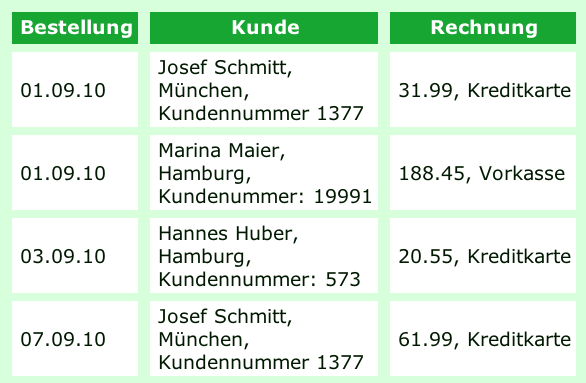 Bestellung Kunde Rechnung
Josef Schmitt,
01.09.10 München, 31.99, Kreditkarte
Kundennummer 1377
Marina Maier,
01.09.10 Hamburg, 188.45, Vorkasse
Kundenummer: 19991
Hannes Huber,
03.09.10 Hamburg, 20.55, Kreditkarte
Kundennummer: 573
Josef Schmitt,
07.09.10 München, 61.99, Kreditkarte
Kundennummer 1377